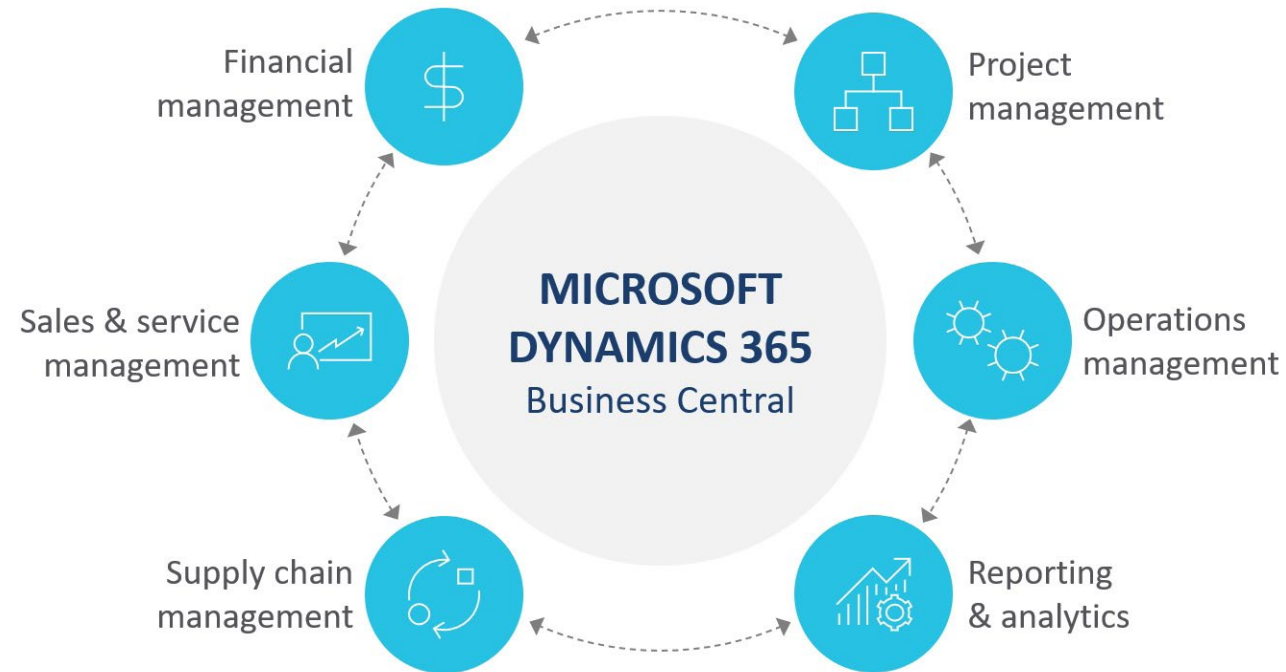 Financial
management
Project
management
Sales & service
management
MICROSOFT
DYNAMICS 365
Business Central
Operations
management
Supply chain
management
Reporting
& analytics